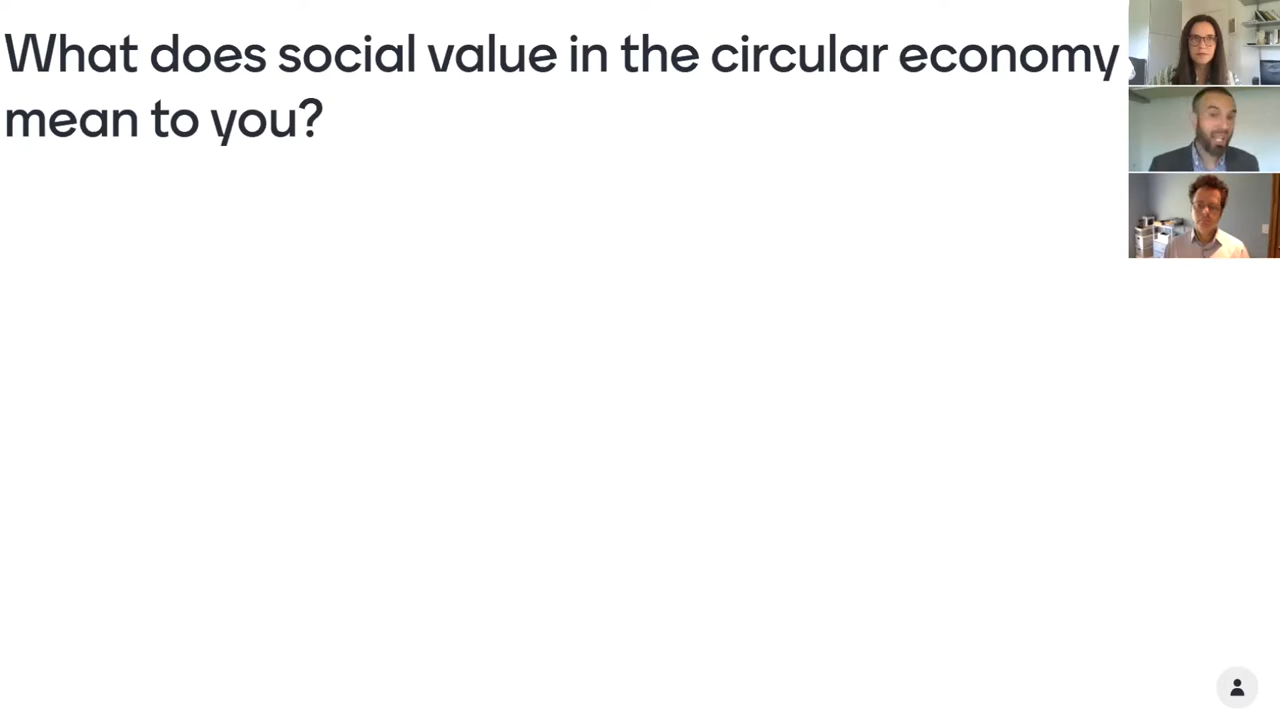 What does social value in the circular economy
mean to you?